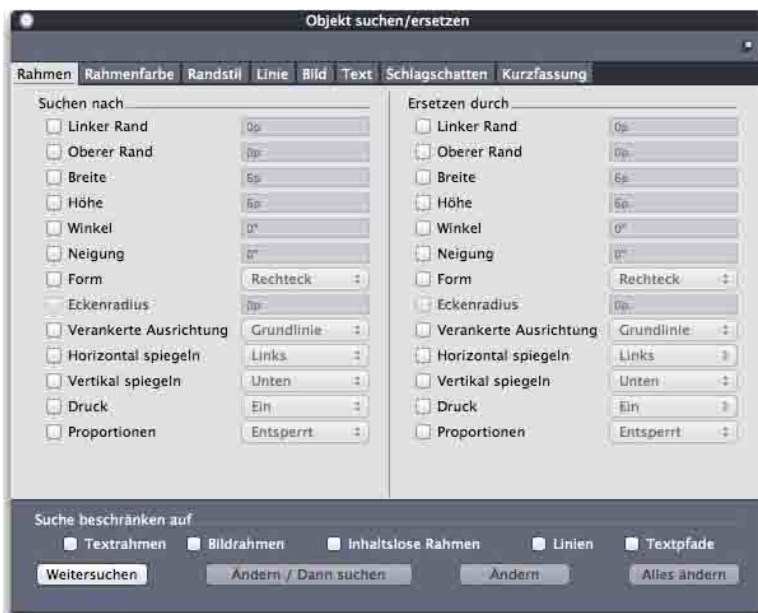 Objekt suchen/ersetzen
Rahmen Rahmenfarbe Randstil Linie Bild Text Schlagschatten Kurzfassung
Suchen nach
Linker Rand 0p
Oberer Rand 0p
Breite 6p
Höhe 6p
Winkel 0°
Neigung 0°
Form Rechteck
Eckenradius 0p
Verankerte Ausrichtung Grundlinie
Horizontal spiegeln Links
Vertikal spiegeln Unten
Druck Ein
Proportionen Entsperrt
Ersetzen durch
Linker Rand 0p
Oberer Rand 0p
Breite 6p
Höhe 6p
Winkel 0°
Neigung 0°
Form Rechteck
Eckenradius 0p
Verankerte Ausrichtung Grundlinie
Horizontal spiegeln Links
Vertikal spiegeln Unten
Druck Ein
Proportionen Entsperrt
Suche beschränken auf
Textrahmen Bildrahmen Inhaltslose Rahmen Linien Textpfade
Weitersuchen Ändern / Dann suchen Ändern Alles ändern